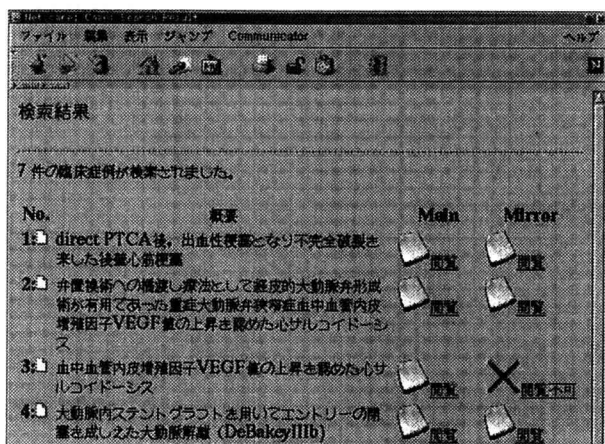 ファイル 編集 表示 ジャンプ Communicator ヘルプ
検索結果
7 件の臨床症例が検索されました。
No. 概要 Main Mirror
1: direct PTCA後，出血性梗塞となり不完全破裂を 閲覧 閲覧
来した後壁心筋梗塞
2: 弁置換術への橋渡し療法として経皮的大動脈弁形成 閲覧 閲覧
術が有用であった重症大動脈弁狭窄症血中血管内皮
増殖因子VEGF値の上昇を認めた心サルコイドーシ
ス
3: 血中血管内皮増殖因子VEGF値の上昇を認めた心サ 閲覧 閲覧不可
ルコイドーシス
4: 大動脈内ステントグラフトを用いてエントリーの閉 閲覧 閲覧
塞を成しえた大動脈解離 (DeBakeyIIIb)